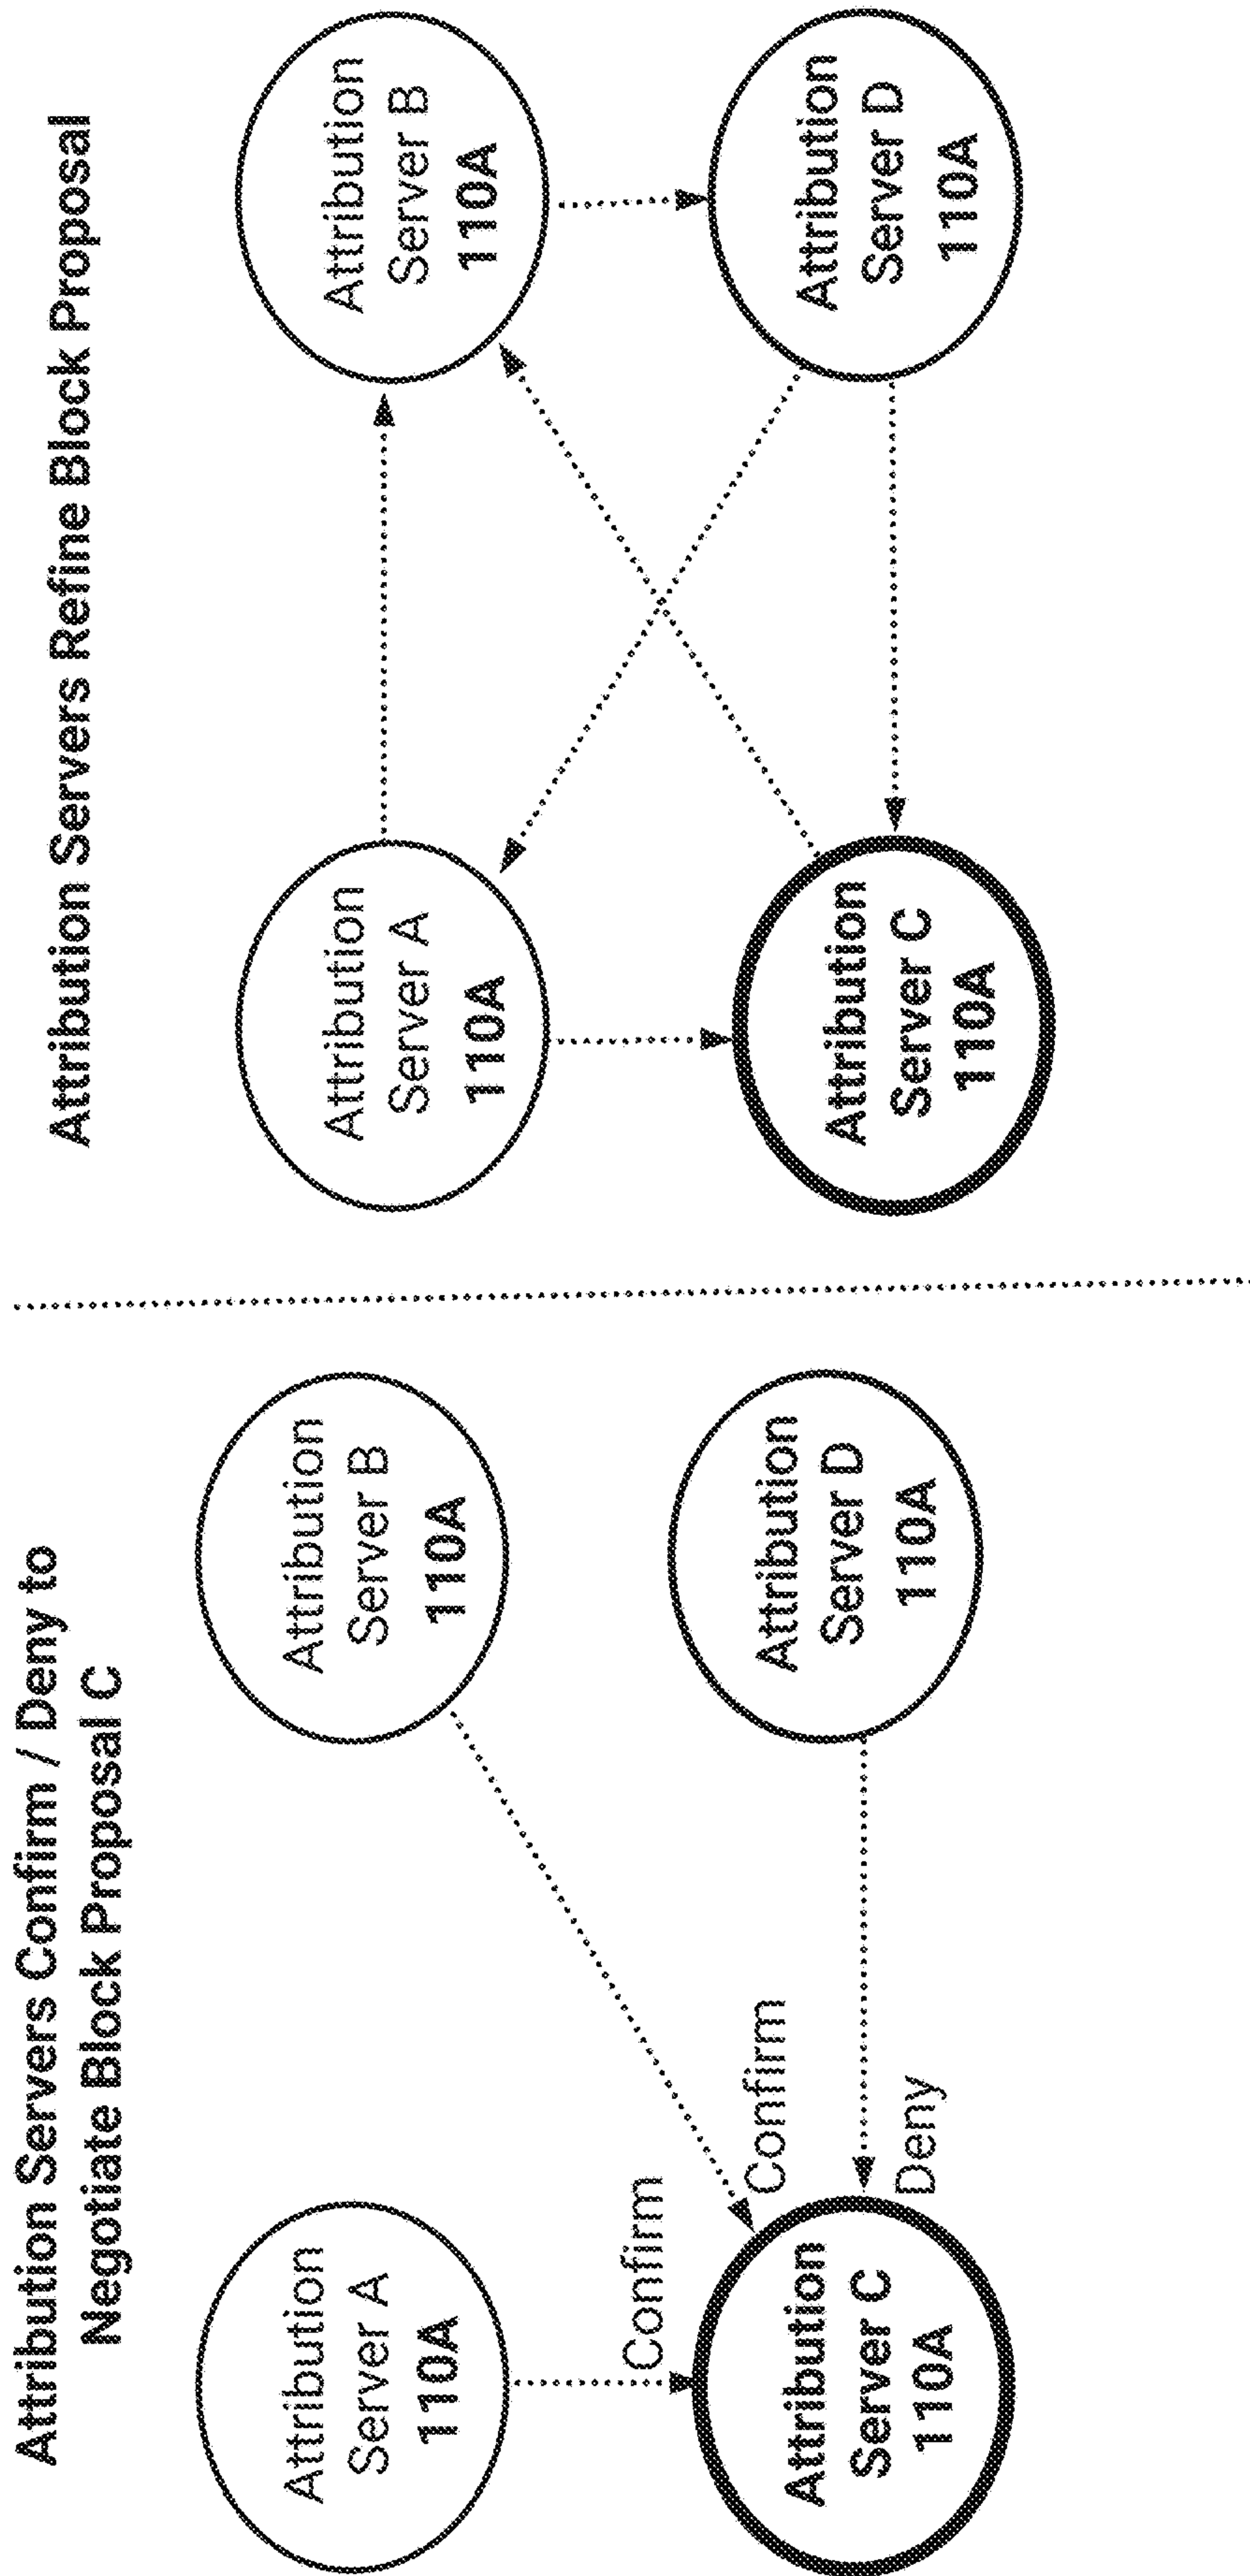 Attribution Servers Confirm / Deny to
Negotiate Block Proposal C
Attribution
Server A
110A
Attribution
Server B
110A
Confirm
Confirm
Attribution
Server C
110A
Deny
Attribution
Server D
110A
Attribution Servers Refine Block Proposal
Attribution
Server A
110A
Attribution
Server B
110A
Attribution
Server C
110A
Attribution
Server D
110A